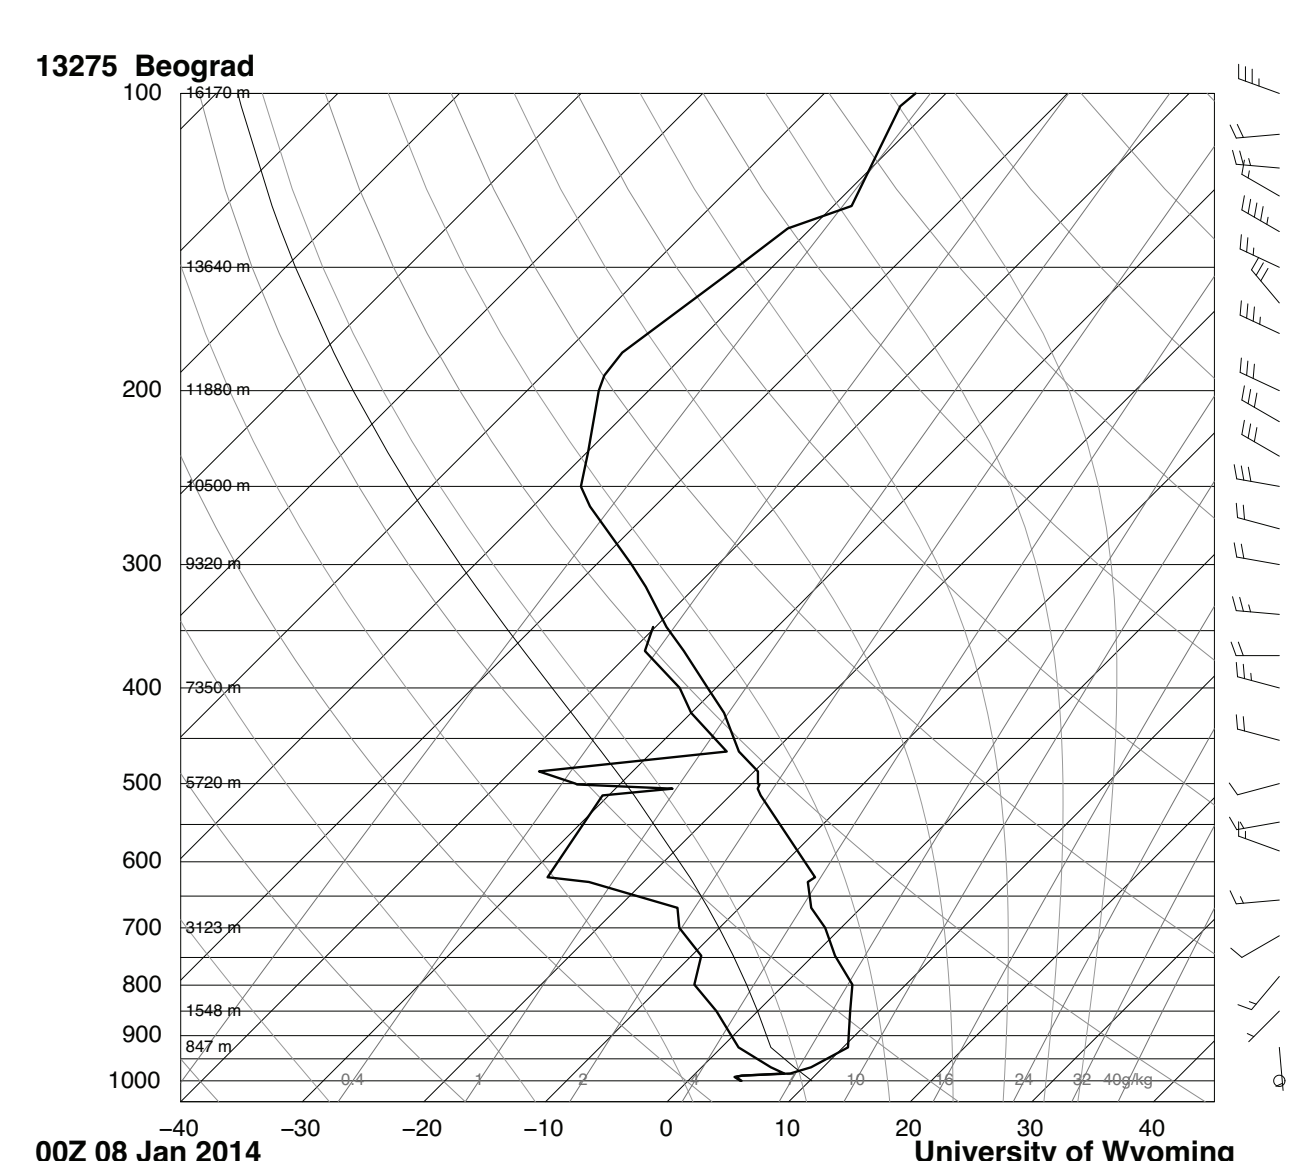 13275 Beograd
100 16170 m
13640 m
200 11880 m
10500 m
300 9320 m
400 7350 m
500 5720 m
600
700 3123 m
800
1548 m
900
847 m
1000 0.4 1 2 4 7 10 16 24 32 40g/kg
−40 −30 −20 −10 0 10 20 30 40
00Z 08 Jan 2014 University of Wyoming